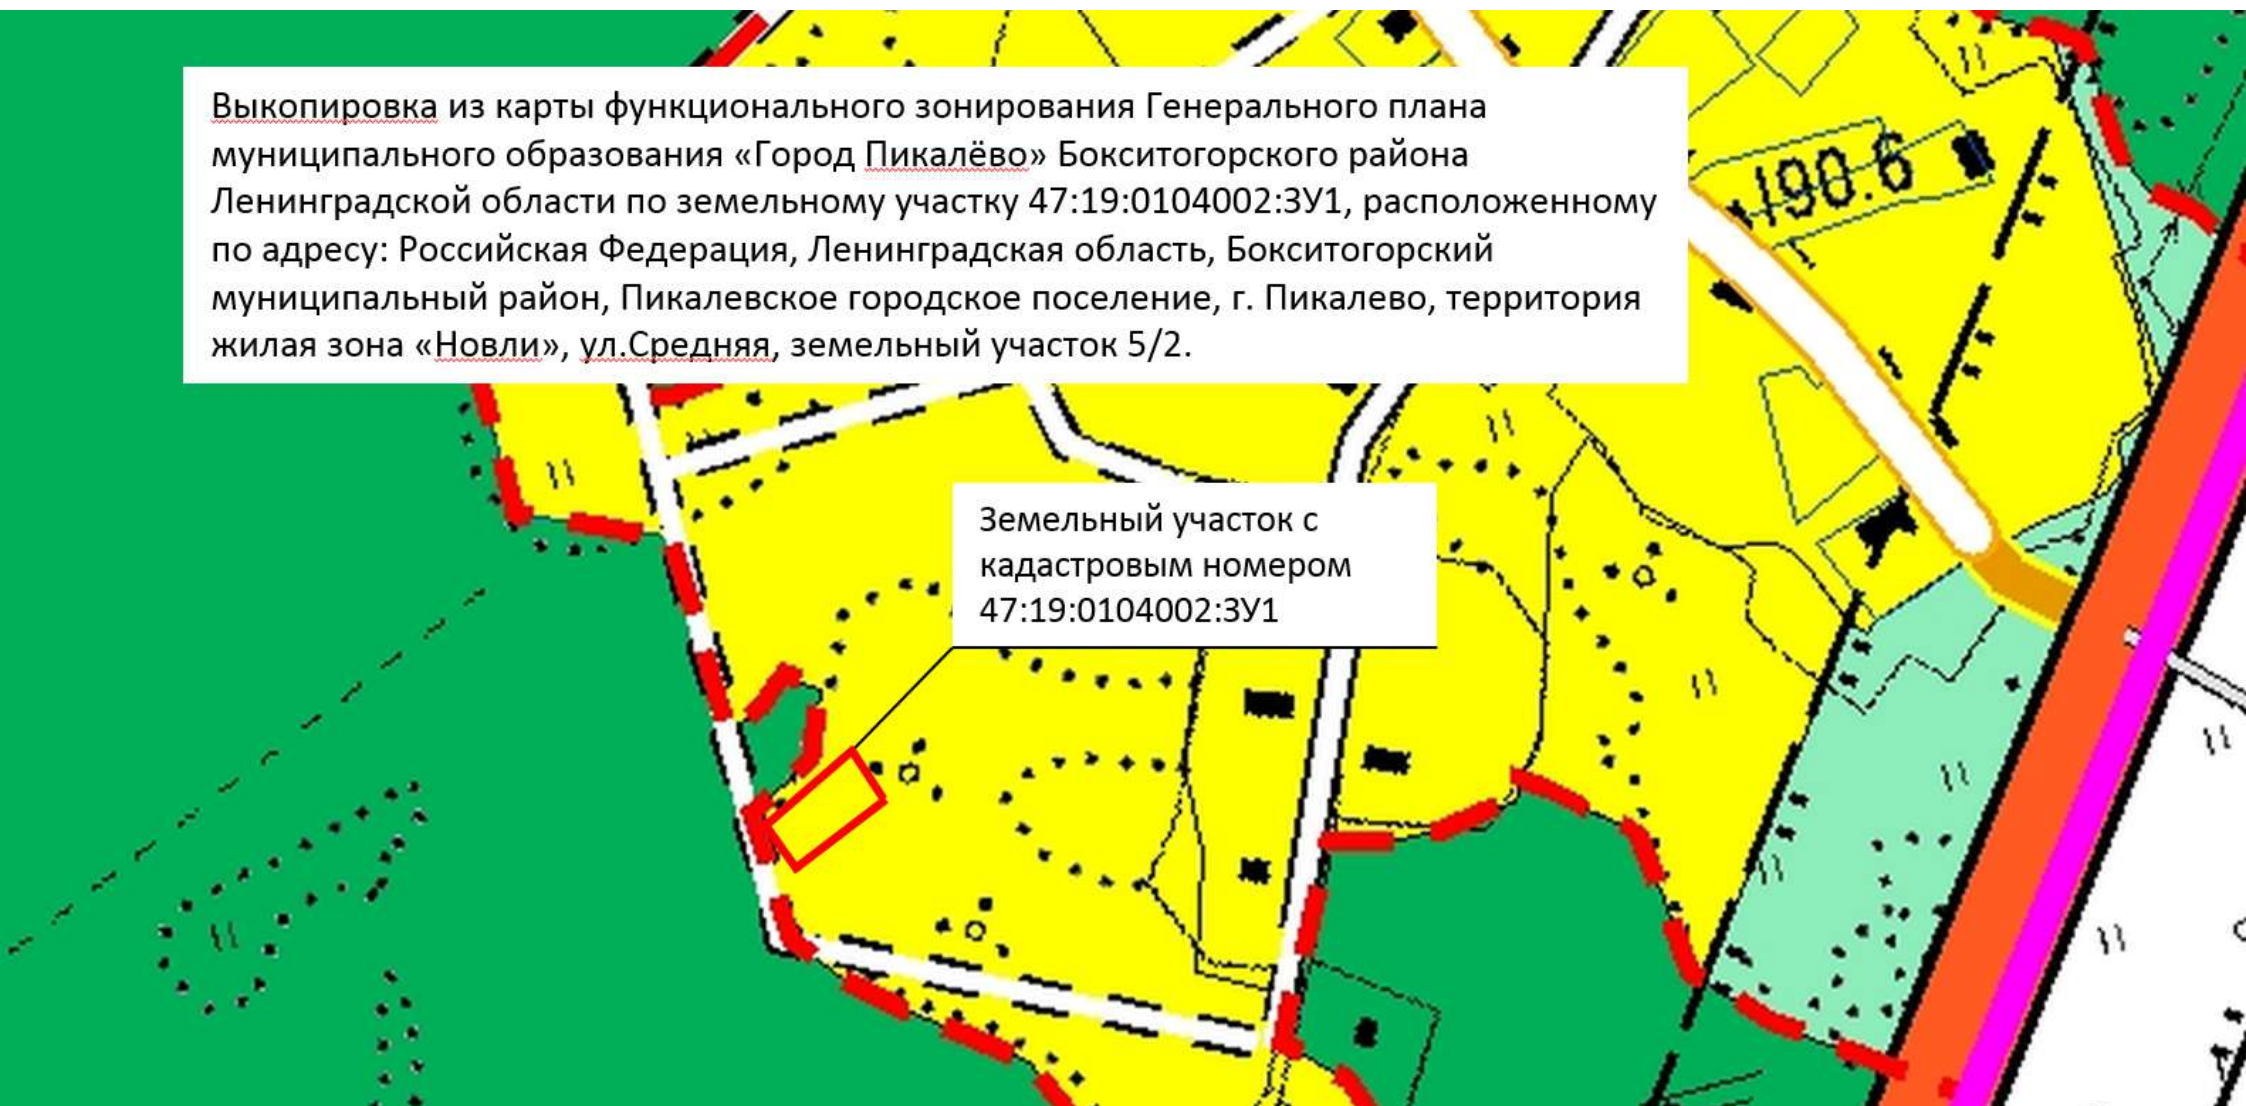 Выкопировка из карты функционального зонирования Генерального плана
муниципального образования «Город Пикалёво» Бокситогорского района
Ленинградской области по земельному участку 47:19:0104002:ЗУ1, расположенному
по адресу: Российская Федерация, Ленинградская область, Бокситогорский
муниципальный район, Пикалевское городское поселение, г. Пикалево, территория
жилая зона «Новли», ул.Средняя, земельный участок 5/2.
190.6
Земельный участок с
кадастровым номером
47:19:0104002:ЗУ1